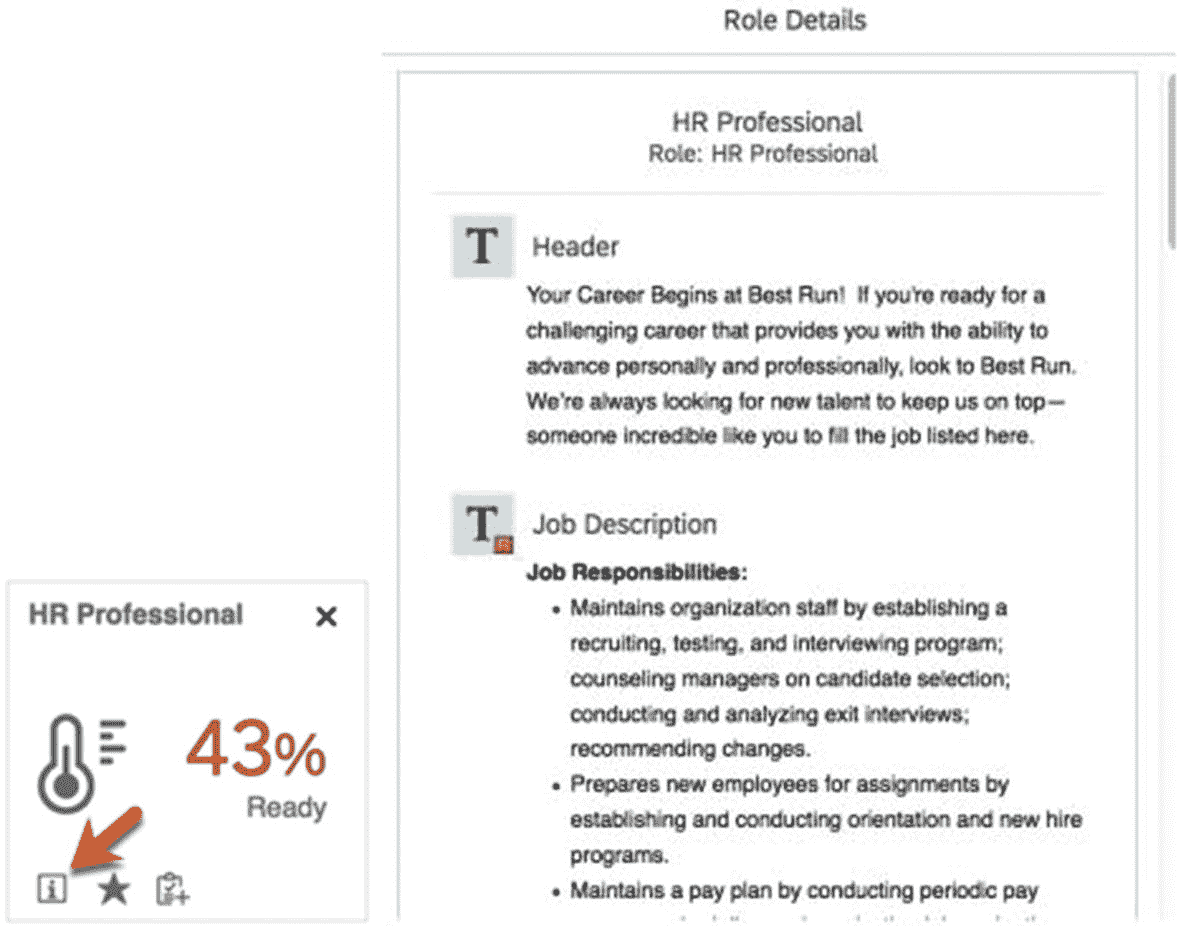 Role Details
HR Professional
Role: HR Professional
T Header
Your Career Begins at Best Run! If you're ready for a
challenging career that provides you with the ability to
advance personally and professionally, look to Best Run.
We're always looking for new talent to keep us on top—
someone incredible like you to fill the job listed here.
T Job Description
Job Responsibilities:
• Maintains organization staff by establishing a
recruiting, testing, and interviewing program;
counseling managers on candidate selection;
conducting and analyzing exit interviews;
recommending changes.
• Prepares new employees for assignments by
establishing and conducting orientation and new hire
programs.
• Maintains a pay plan by conducting periodic pay
HR Professional
43%
Ready